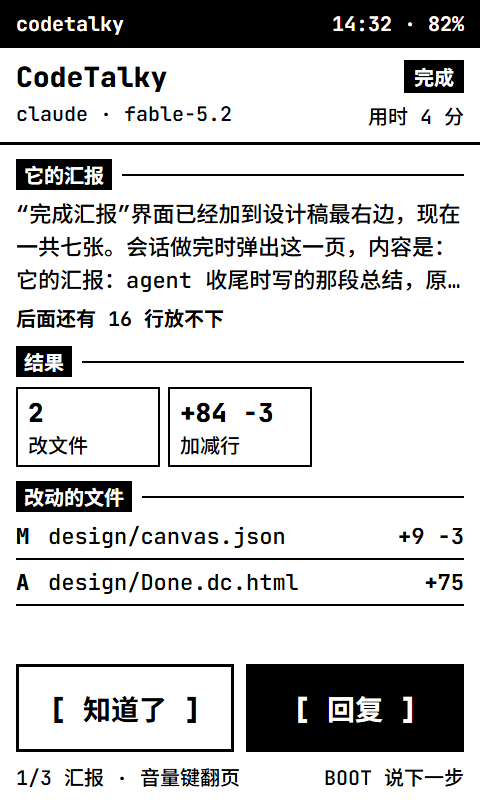 codetalky 14:32 · 82%
CodeTalky 完成
claude · fable-5.2 用时 4 分
它的汇报
“完成汇报”界面已经加到设计稿最右边，现在
一共七张。会话做完时弹出这一页，内容是：
它的汇报：agent 收尾时写的那段总结，原…
后面还有 16 行放不下
结果
2 +84 -3
改文件 加减行
改动的文件
M design/canvas.json +9 -3
A design/Done.dc.html +75
[ 知道了 ] [ 回复 ]
1/3 汇报 · 音量键翻页 BOOT 说下一步